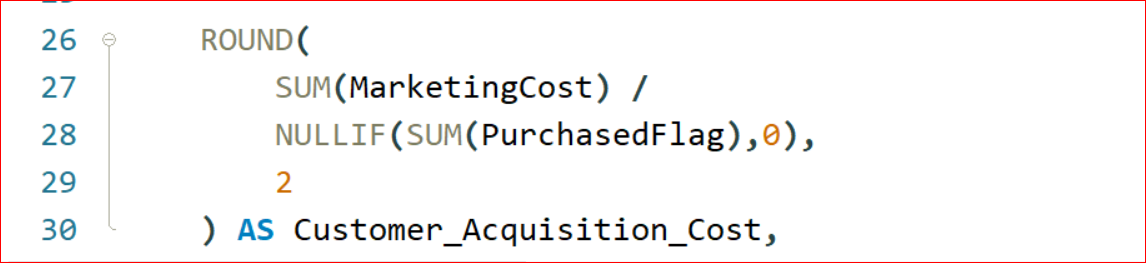 26 ROUND(
27 SUM(MarketingCost) /
28 NULLIF(SUM(PurchasedFlag),0),
29 2
30 ) AS Customer_Acquisition_Cost,